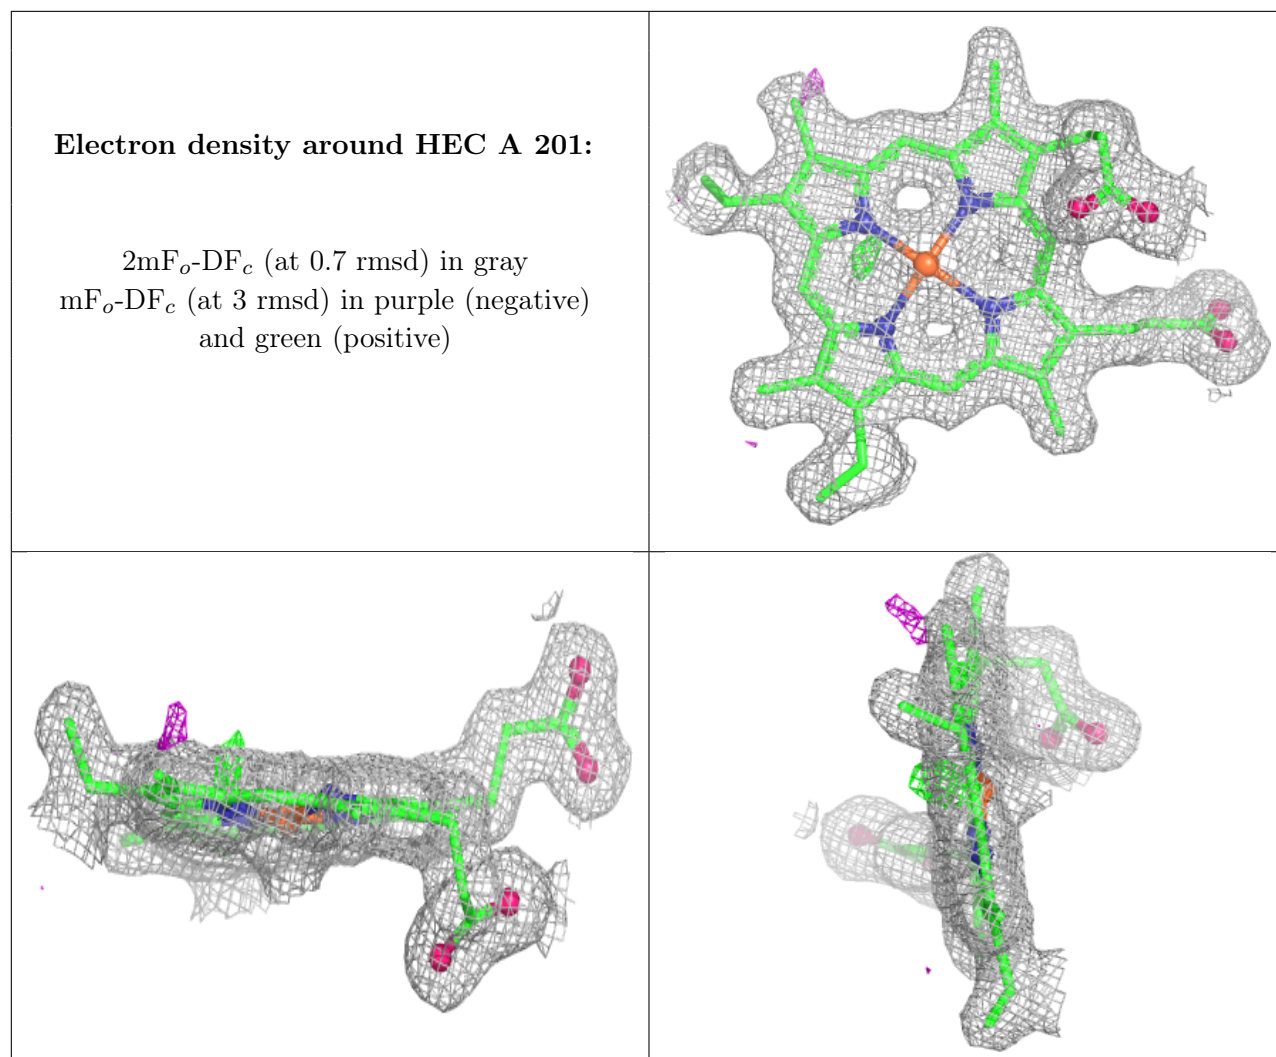 Electron density around HEC A 201:
2mFo-DFc (at 0.7 rmsd) in gray
mFo-DFc (at 3 rmsd) in purple (negative)
and green (positive)